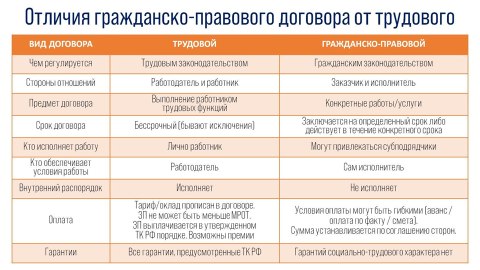 Отличия гражданско-правового договора от трудового
ВИД ДОГОВОРА ТРУДОВОЙ ГРАЖДАНСКО-ПРАВОВОЙ
Чем регулируется Трудовым законодательством Гражданским законодательством
Стороны отношений Работодатель и работник Заказчик и исполнитель
Предмет договора Выполнение работником
трудовых функций Конкретные работы/услуги
Срок договора Бессрочный (бывают исключения) Заключается на определенный срок либо
действует в течение конкретного срока
Кто исполняет работу Лично работник Могут привлекаться субподрядчики
Кто обеспечивает
условия работы Работодатель Сам исполнитель
Внутренний распорядок Исполняет Не исполняет
Оплата Тариф/оклад прописан в договоре.
ЗП не может быть меньше МРОТ.
ЗП выплачивается в утвержденном
ТК РФ порядке. Возможны премии
Условия оплаты могут быть гибкими (аванс /
оплата по факту / смета).
Сумма устанавливается по соглашению сторон.
Гарантии Все гарантии, предусмотренные ТК РФ Гарантий социально-трудового характера нет